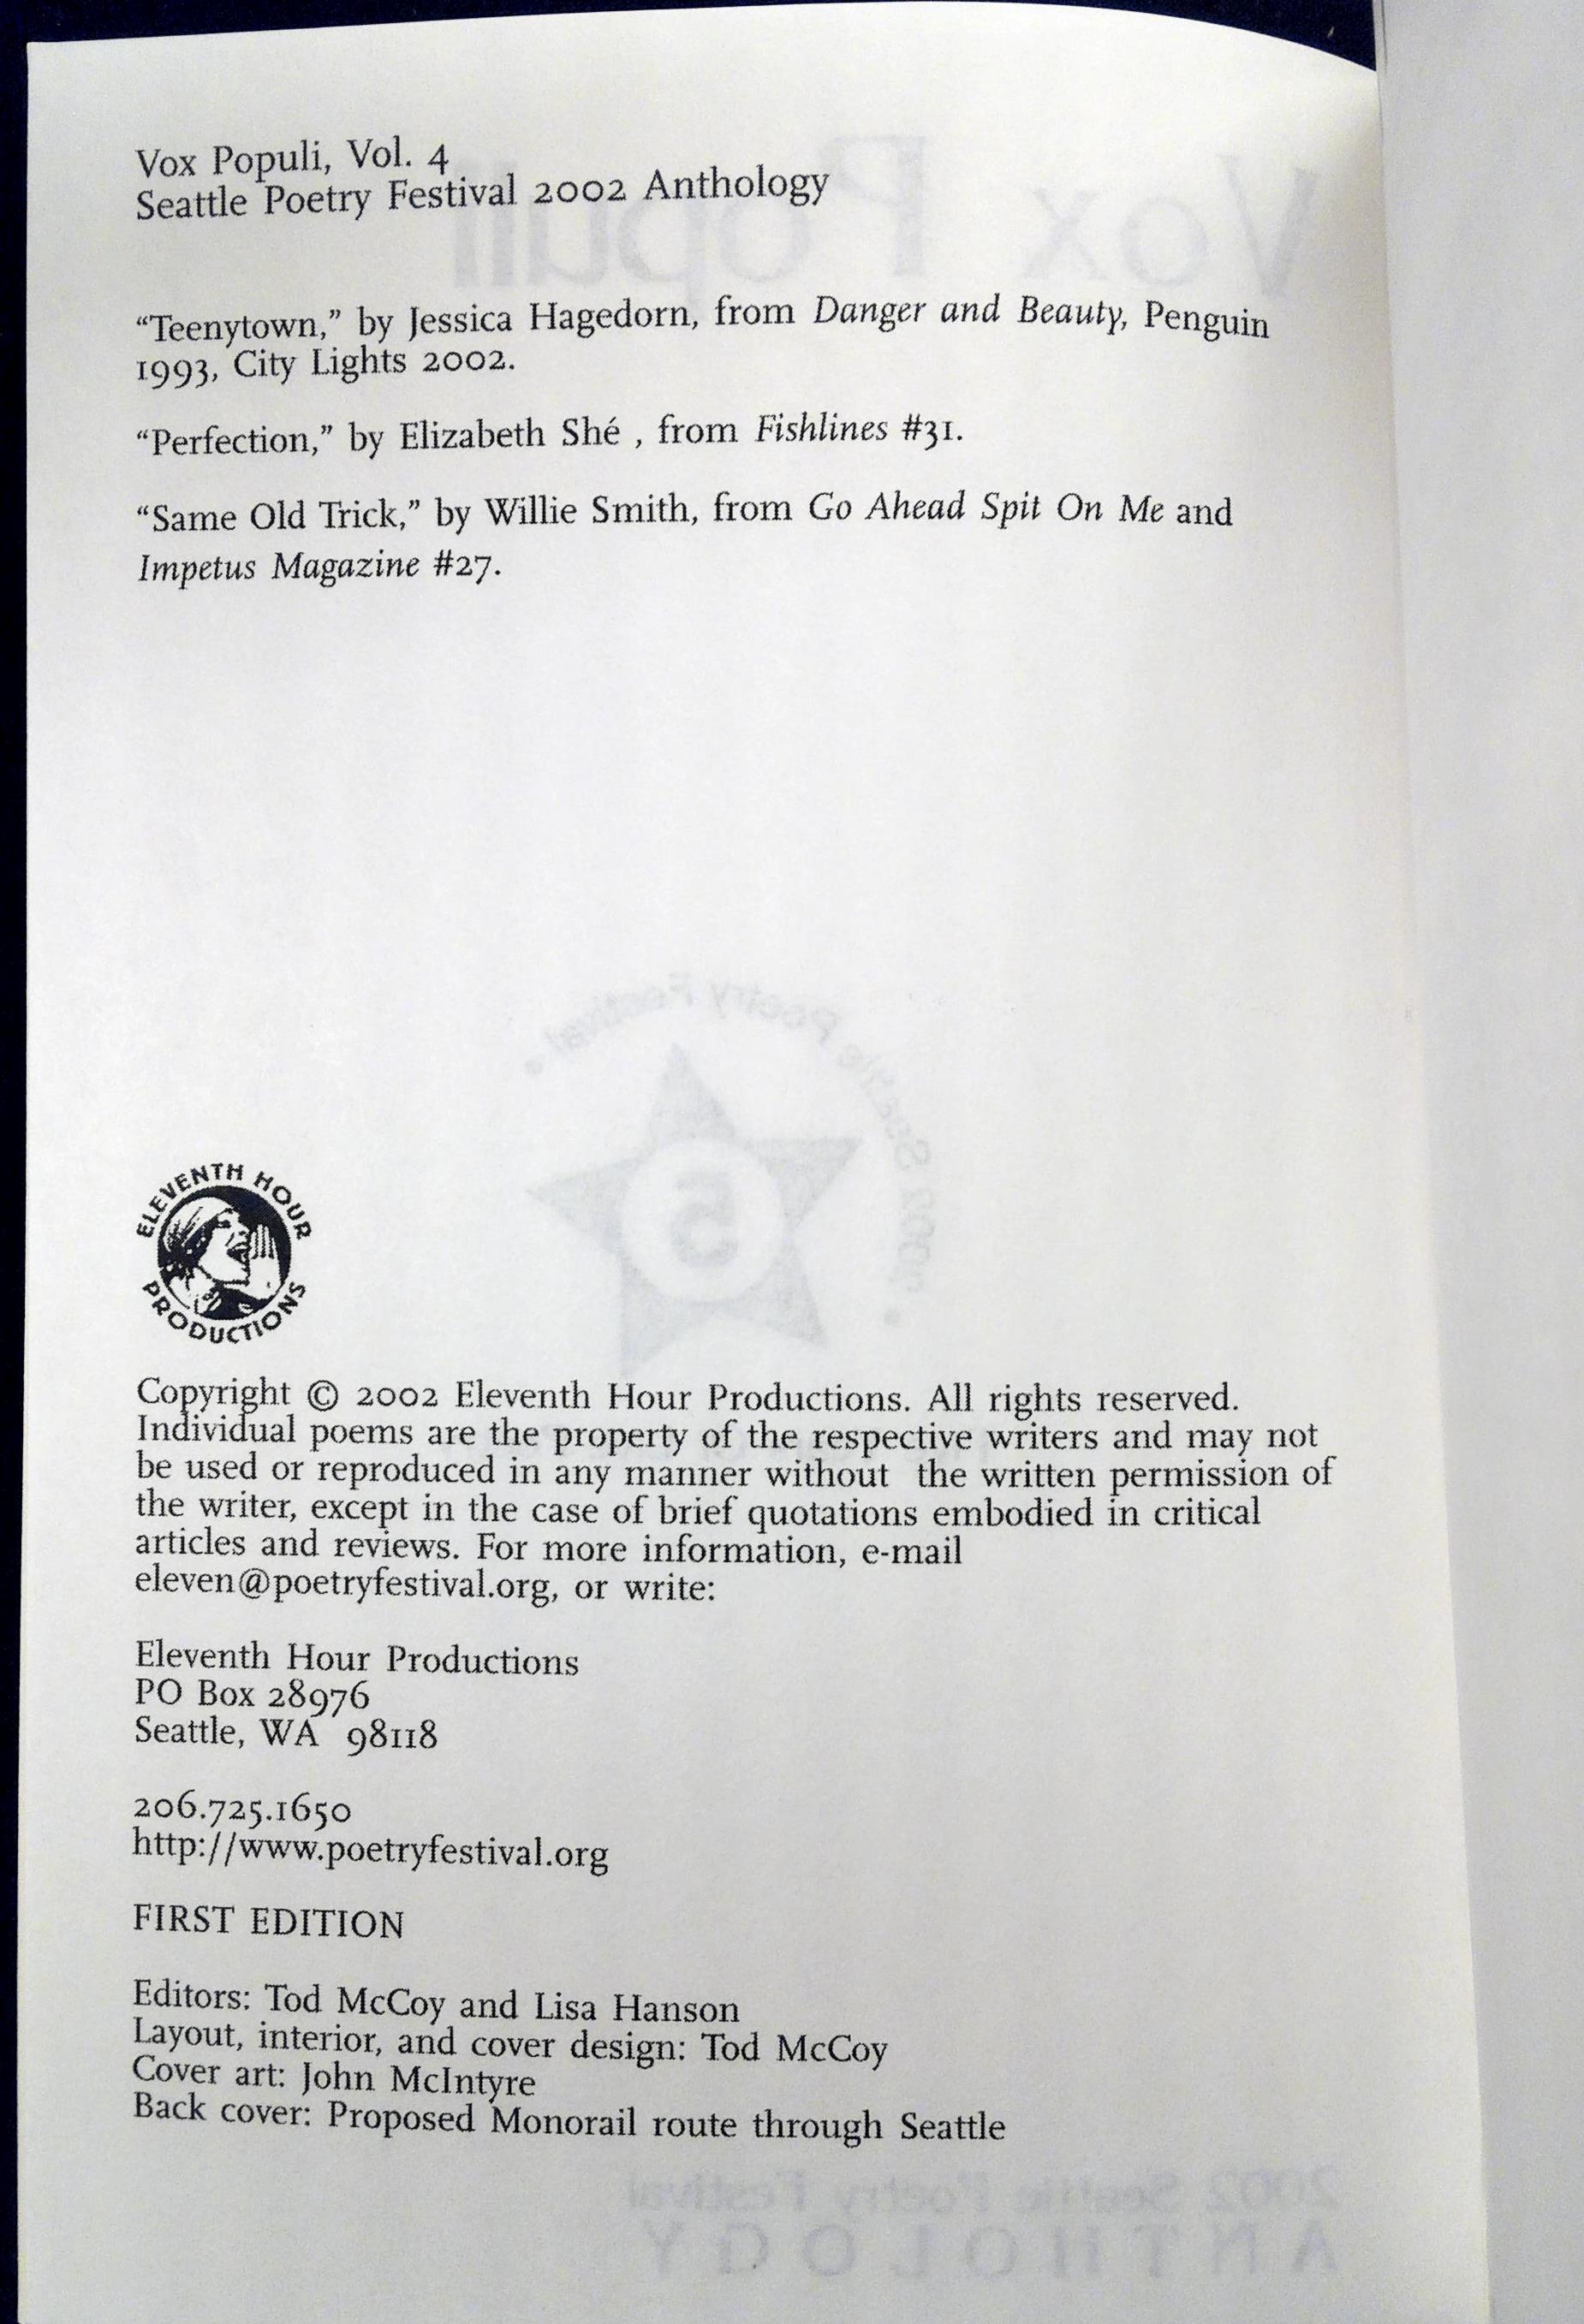 Vox Populi, Vol. 4
Seattle Poetry Festival 2002 Anthology
“Teenytown,” by Jessica Hagedorn, from Danger and Beauty, Penguin
1993, City Lights 2002.
“Perfection,” by Elizabeth Shé , from Fishlines #31.
“Same Old Trick,” by Willie Smith, from Go Ahead Spit On Me and
Impetus Magazine #27.
ELEVENTH HOUR
PRODUCTIONS
Copyright © 2002 Eleventh Hour Productions. All rights reserved.
Individual poems are the property of the respective writers and may not
be used or reproduced in any manner without the written permission of
the writer, except in the case of brief quotations embodied in critical
articles and reviews. For more information, e-mail
eleven@poetryfestival.org, or write:
Eleventh Hour Productions
PO Box 28976
Seattle, WA 98118
206.725.1650
http://www.poetryfestival.org
FIRST EDITION
Editors: Tod McCoy and Lisa Hanson
Layout, interior, and cover design: Tod McCoy
Cover art: John McIntyre
Back cover: Proposed Monorail route through Seattle